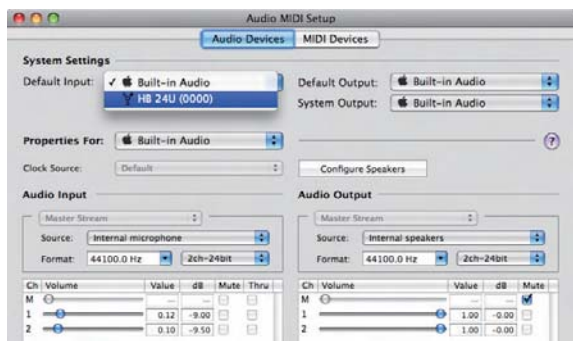 Audio MIDI Setup
Audio Devices MIDI Devices
System Settings
Default Input: ✓ Built-in Audio
HB 24U (0000)
Default Output: Built-in Audio
System Output: Built-in Audio
Properties For: Built-in Audio ?
Clock Source: Default Configure Speakers
Audio Input Audio Output
Master Stream Master Stream
Source: Internal microphone Source: Internal speakers
Format: 44100.0 Hz 2ch-24bit Format: 44100.0 Hz 2ch-24bit
Ch Volume Value dB Mute Thru Ch Volume Value dB Mute
M --- --- M --- ---
1 0.12 -9.00 1 1.00 -0.00
2 0.10 -9.50 2 1.00 -0.00